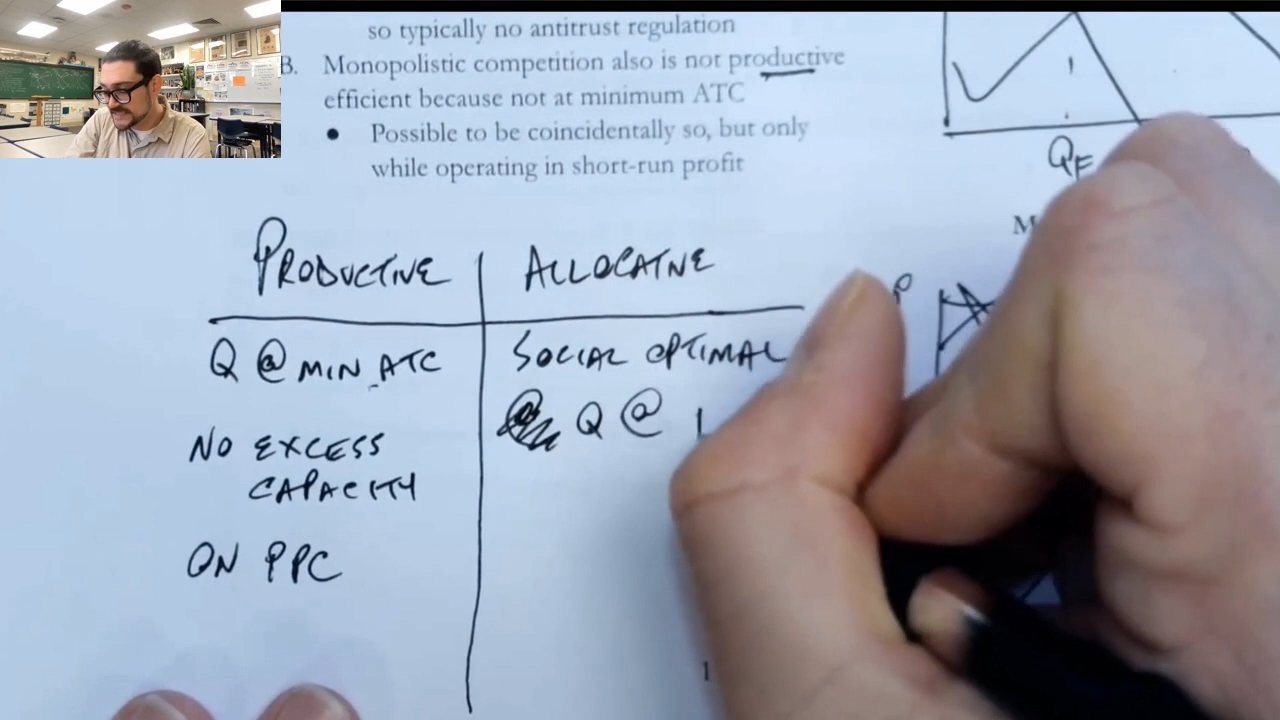 so typically no antitrust regulation
B. Monopolistic competition also is not productive
efficient because not at minimum ATC
• Possible to be coincidentally so, but only
while operating in short-run profit
QF
M
P
PRODUCTIVE ALLOCATIVE
Q @ MIN ATC
SOCIAL OPTIMAL
Q @
NO EXCESS
CAPACITY
ON PPC
1